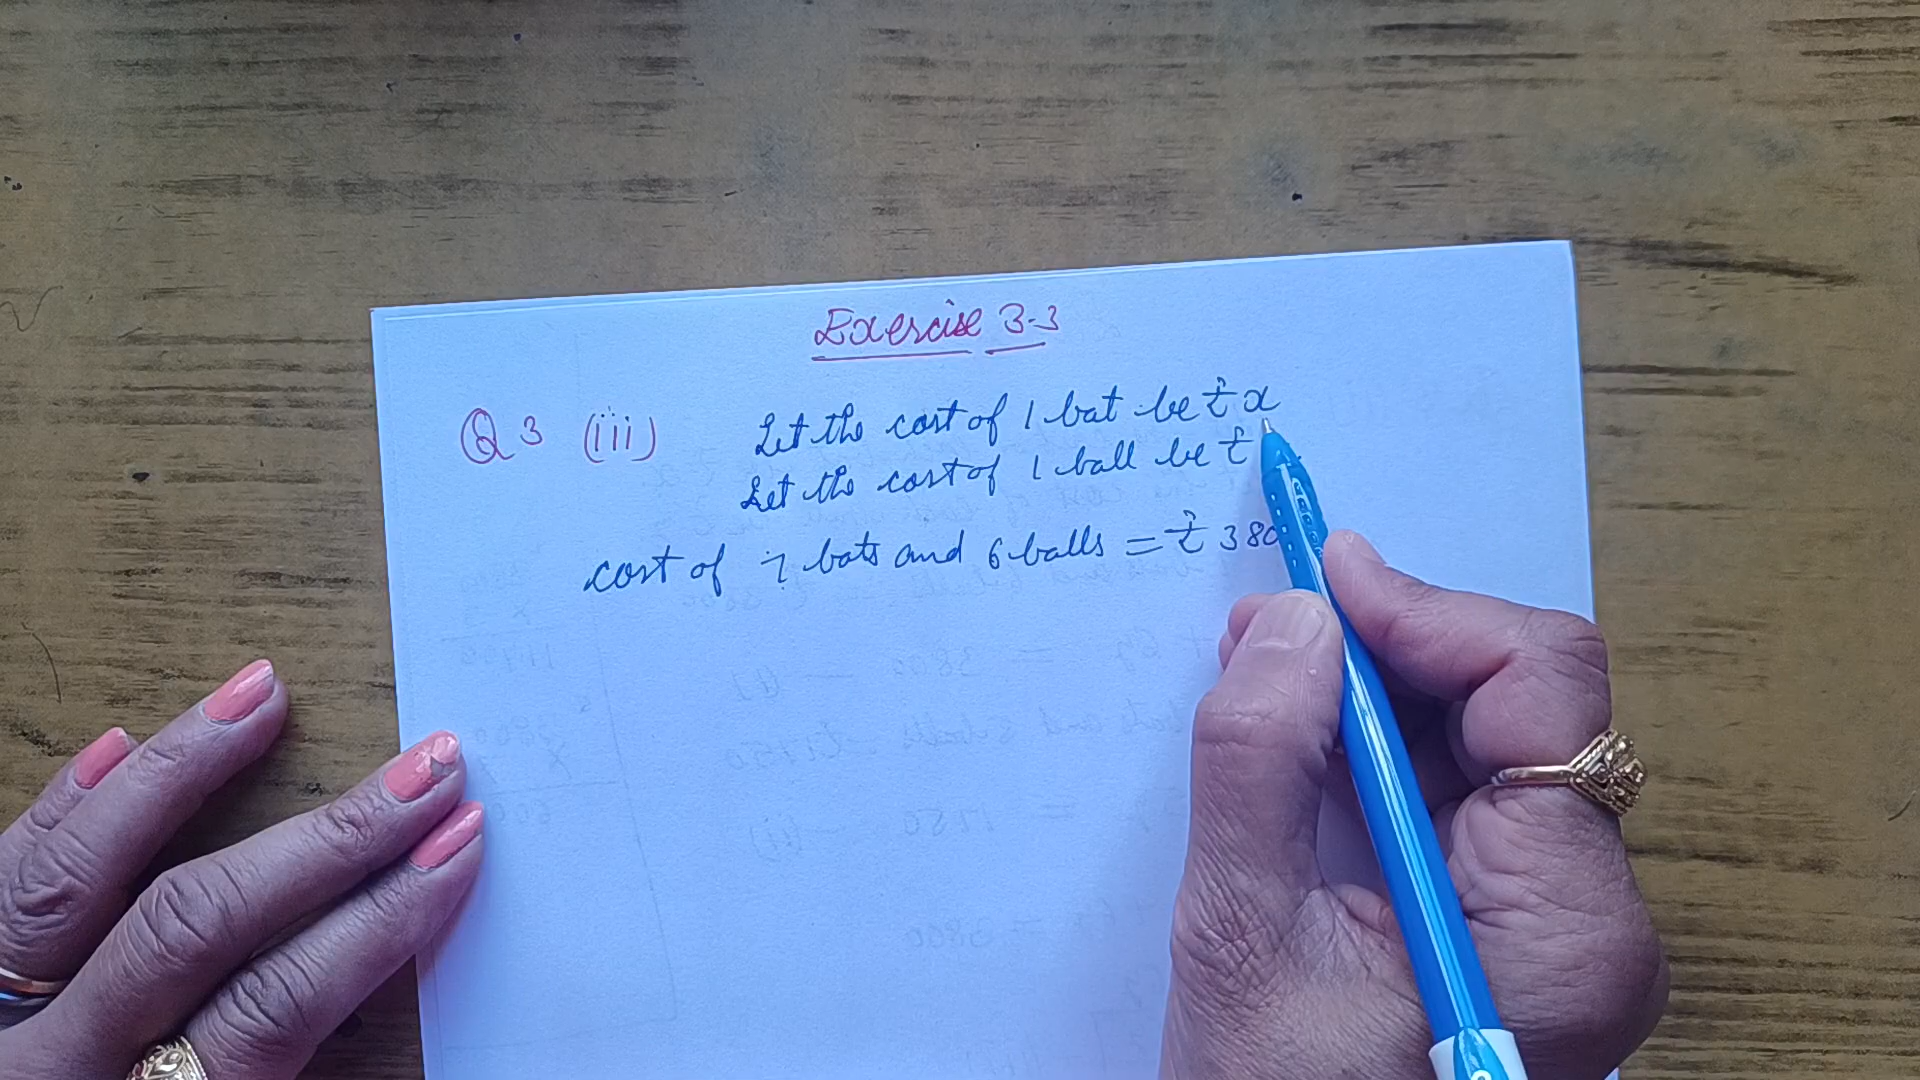 Exercise 3.3
Q3 (iii) Let the cost of 1 bat be ₹ x
Let the cost of 1 ball be ₹
cost of 7 bats and 6 balls = ₹ 380